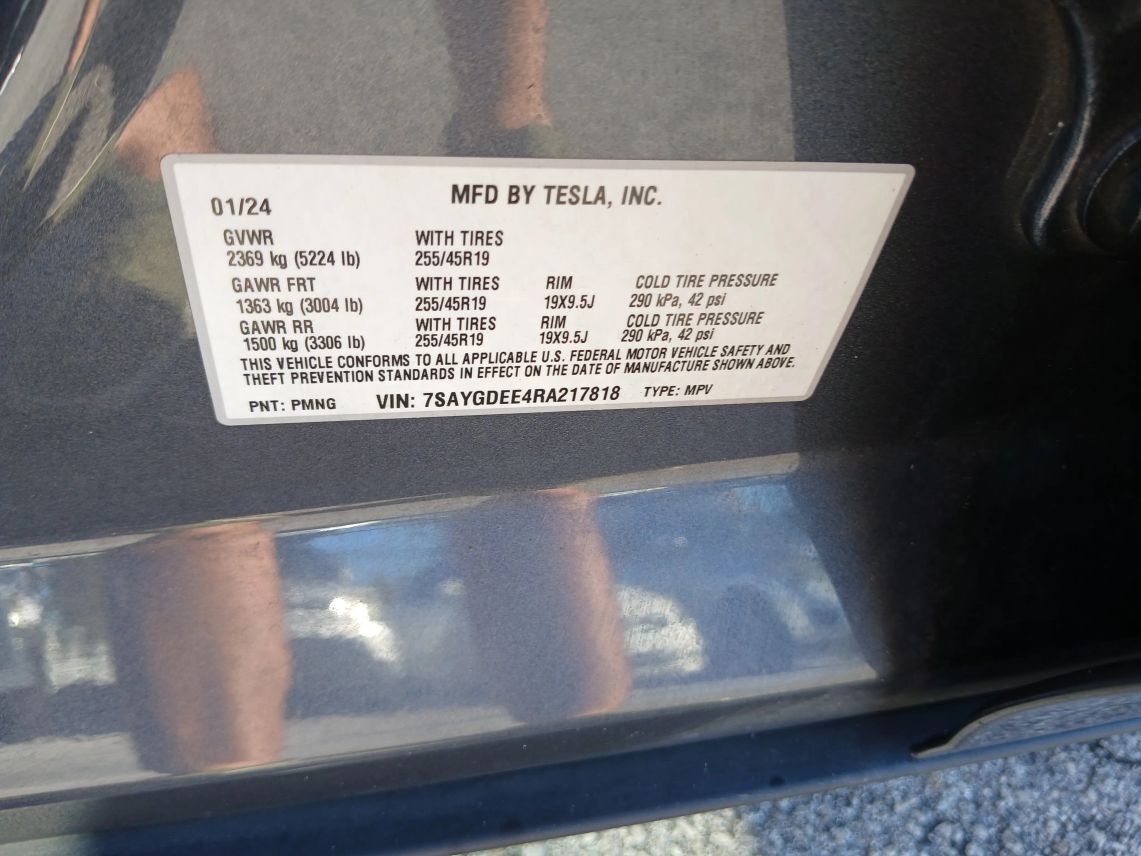 MFD BY TESLA, INC.
01/24
GVWR WITH TIRES
2369 kg (5224 lb) 255/45R19
GAWR FRT WITH TIRES RIM COLD TIRE PRESSURE
1363 kg (3004 lb) 255/45R19 19X9.5J 290 kPa, 42 psi
GAWR RR WITH TIRES RIM COLD TIRE PRESSURE
1500 kg (3306 lb) 255/45R19 19X9.5J 290 kPa, 42 psi
THIS VEHICLE CONFORMS TO ALL APPLICABLE U.S. FEDERAL MOTOR VEHICLE SAFETY AND
THEFT PREVENTION STANDARDS IN EFFECT ON THE DATE OF MANUFACTURE SHOWN ABOVE.
PNT: PMNG VIN: 7SAYGDEE4RA217818 TYPE: MPV